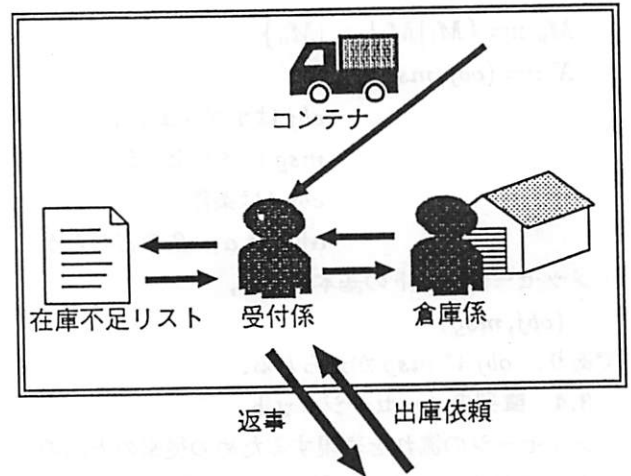 コンテナ
在庫不足リスト
受付係
倉庫係
返事
出庫依頼